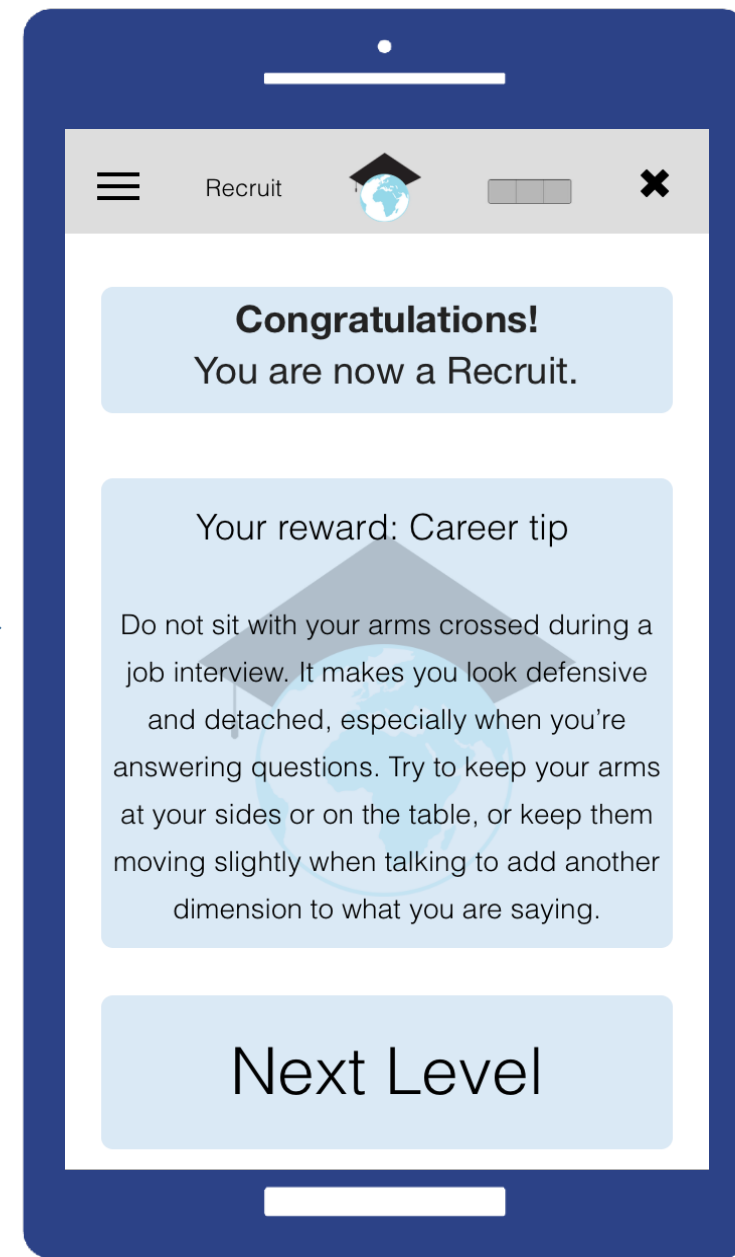 Recruit
Congratulations!
You are now a Recruit.
Your reward: Career tip
Do not sit with your arms crossed during a
job interview. It makes you look defensive
and detached, especially when you’re
answering questions. Try to keep your arms
at your sides or on the table, or keep them
moving slightly when talking to add another
dimension to what you are saying.
Next Level